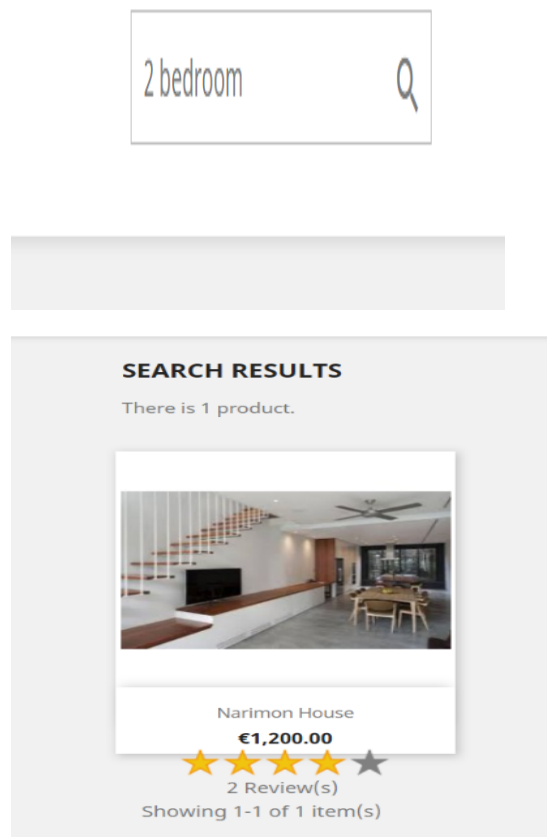 2 bedroom
SEARCH RESULTS
There is 1 product.
Narimon House
€1,200.00
2 Review(s)
Showing 1-1 of 1 item(s)